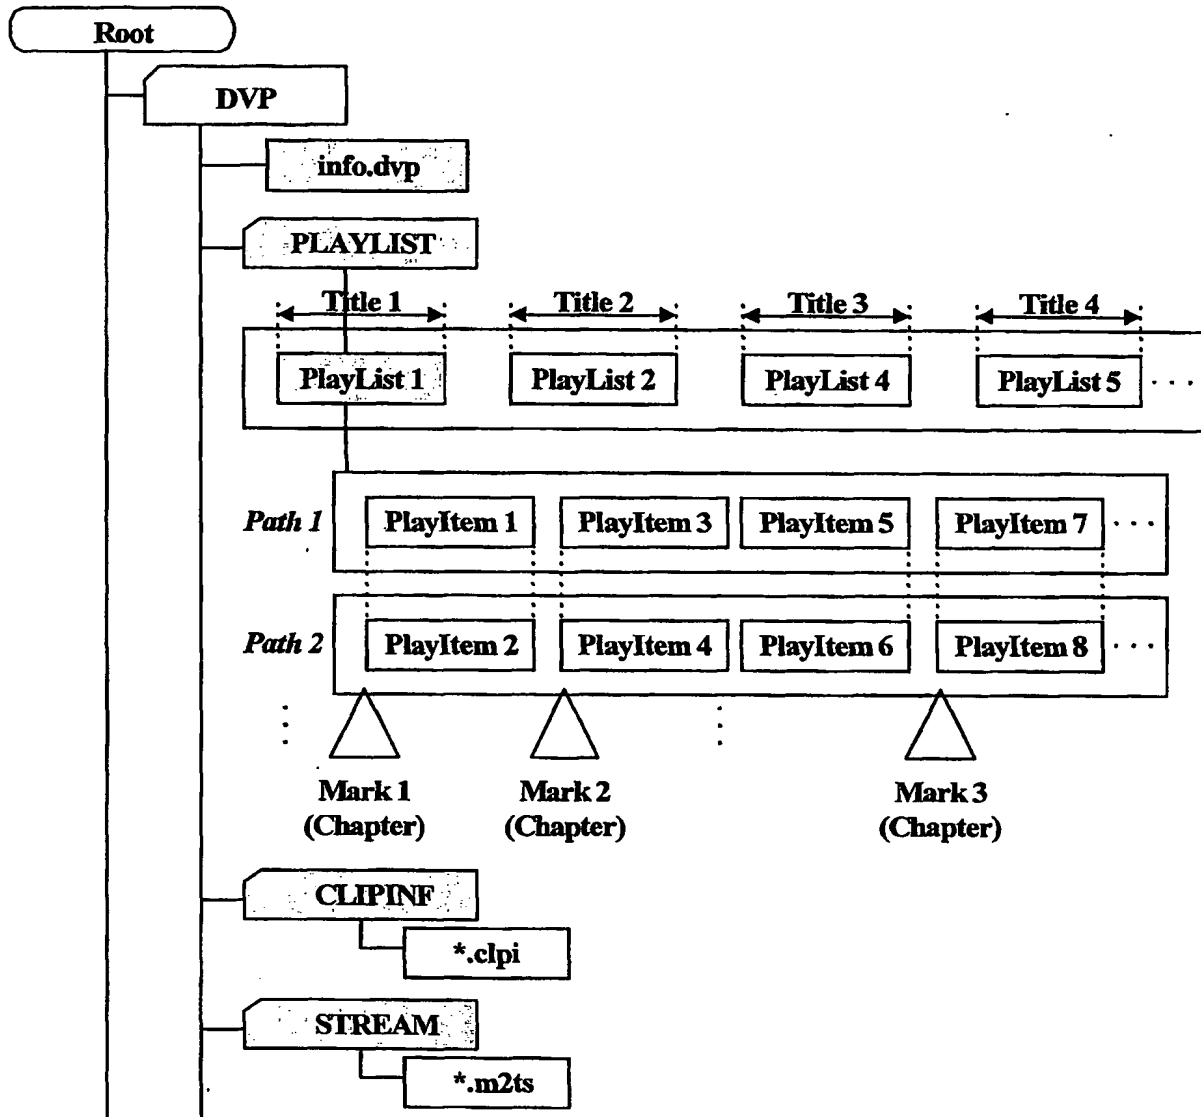 Root
DVP
info.dvp
PLAYLIST
Title 1 Title 2 Title 3 Title 4
PlayList 1 PlayList 2 PlayList 4 PlayList 5 ...
Path 1 PlayItem 1 PlayItem 3 PlayItem 5 PlayItem 7 ...
Path 2 PlayItem 2 PlayItem 4 PlayItem 6 PlayItem 8 ...
Mark 1 Mark 2 Mark 3
(Chapter) (Chapter) (Chapter)
CLIPINF
*.clpi
STREAM
*.m2ts